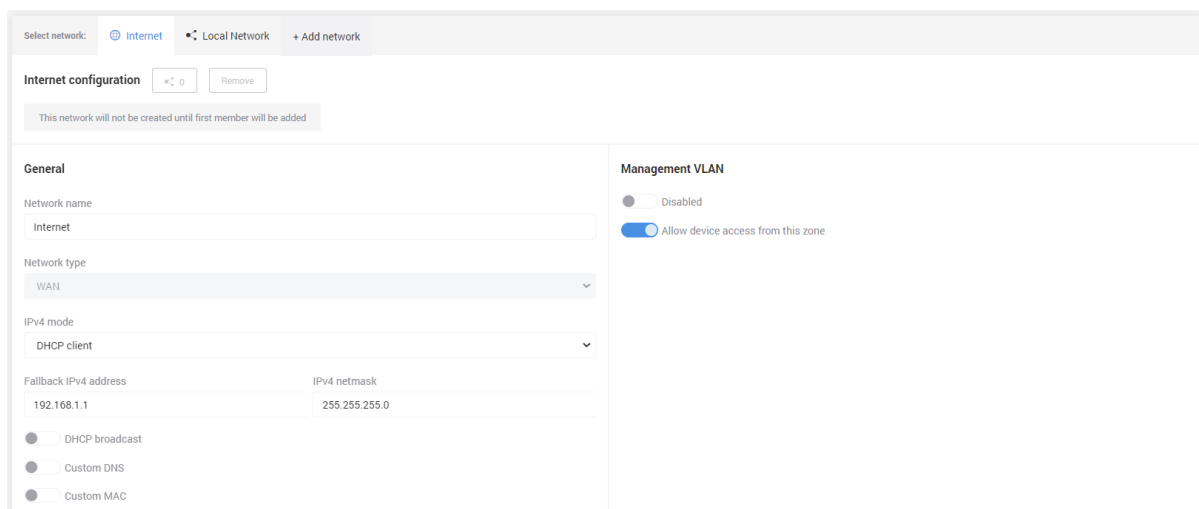 Select network: Internet Local Network + Add network
Internet configuration 0 Remove
This network will not be created until first member will be added
General
Network name
Internet
Network type
WAN
IPv4 mode
DHCP client
Fallback IPv4 address IPv4 netmask
192.168.1.1 255.255.255.0
DHCP broadcast
Custom DNS
Custom MAC
Management VLAN
Disabled
Allow device access from this zone